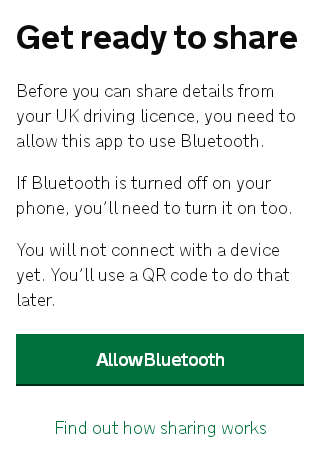 Get ready to share
Before you can share details from
your UK driving licence, you need to
allow this app to use Bluetooth.
If Bluetooth is turned off on your
phone, you'll need to turn it on too.
You will not connect with a device
yet. You'll use a QR code to do that
later.
Allow Bluetooth
Find out how sharing works